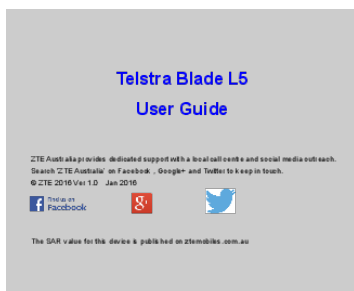 Telstra Blade L5
User Guide
ZTE Australia provides dedicated support with a local call centre and social media outreach.
Search 'ZTE Australia' on Facebook , Google+ and Twitter to keep in touch.
© ZTE 2016 Ver 1.0 Jan 2016
Find us on
Facebook
g+
The SAR value for this device is published on ztemobiles.com.au